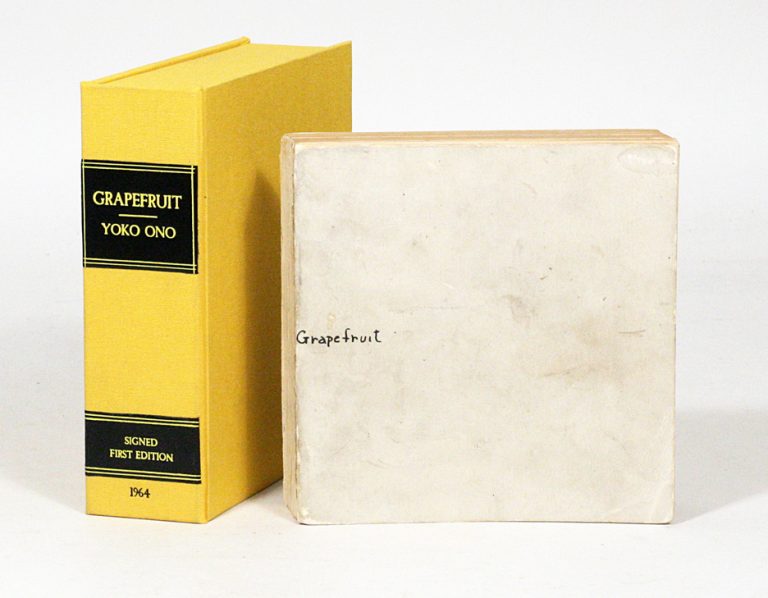 GRAPEFRUIT
YOKO ONO
SIGNED
FIRST EDITION
1964
Grapefruit